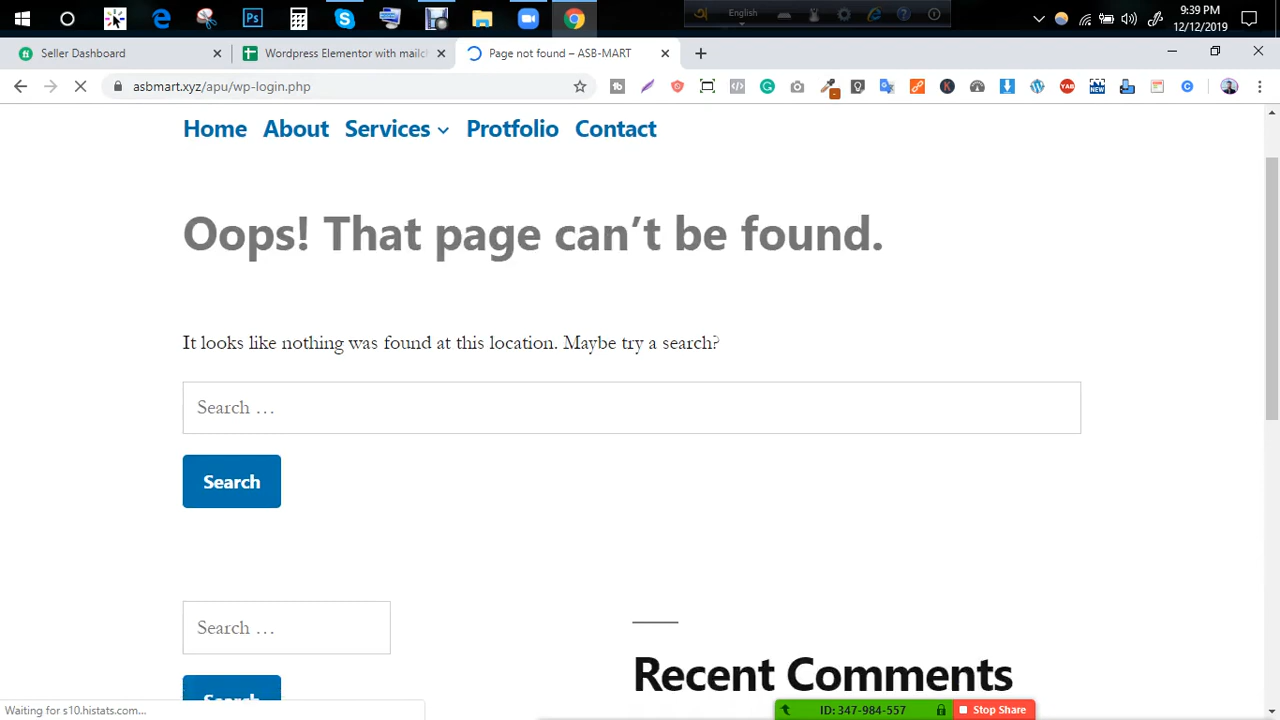 English
9:39 PM
12/12/2019
Seller Dashboard
Wordpress Elementor with mailc
Page not found – ASB-MART
asbmart.xyz/apu/wp-login.php
Home About Services Protfolio Contact
Oops! That page can't be found.
It looks like nothing was found at this location. Maybe try a search?
Search …
Search
Search …
Search
Recent Comments
Waiting for s10.histats.com...
ID: 347-984-557
Stop Share